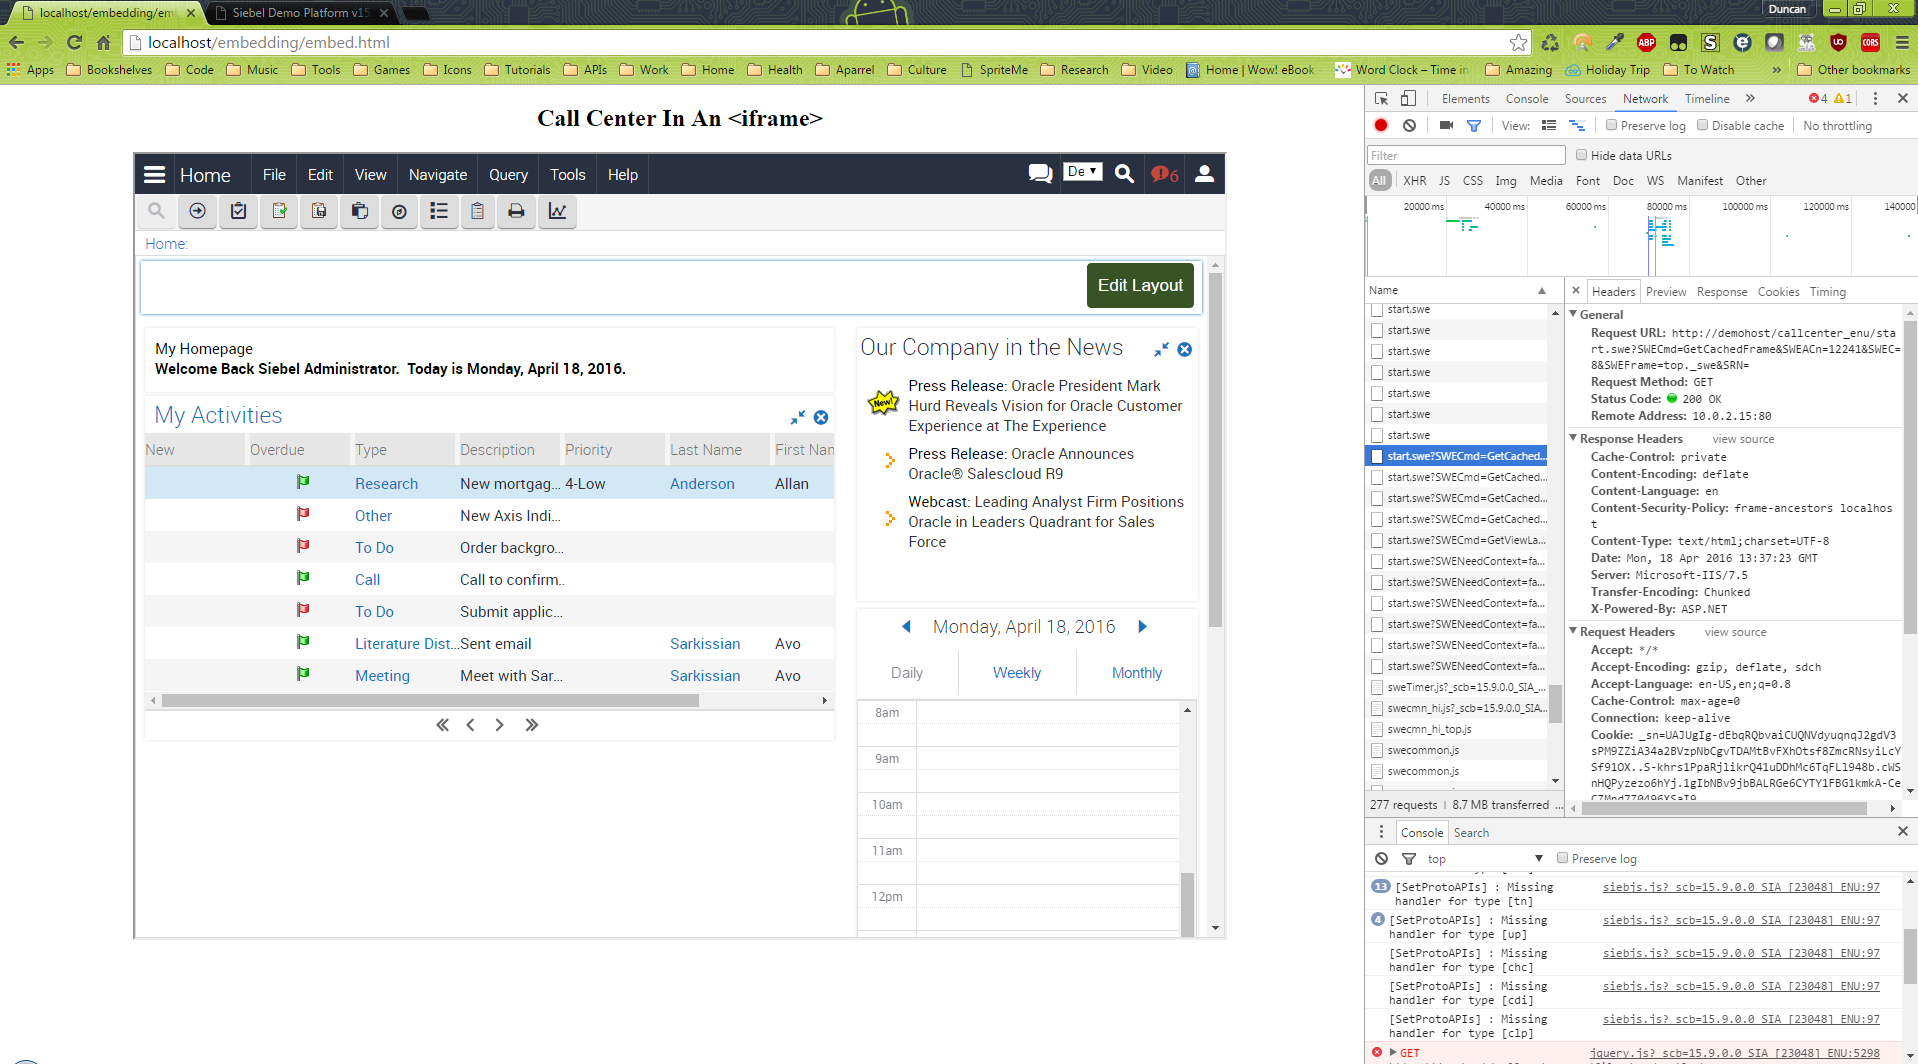 localhost/embedding/em
Siebel Demo Platform v15
Duncan
localhost/embedding/embed.html
Apps
Bookshelves
Code
Music
Tools
Games
Icons
Tutorials
APIs
Work
Home
Health
Aparrel
Culture
SpriteMe
Research
Video
Home | Wow! eBook
Word Clock – Time in
Amazing
Holiday Trip
To Watch
»
Other bookmarks
Call Center In An <iframe>
Home
File
Edit
View
Navigate
Query
Tools
Help
De
6
Home:
Edit Layout
My Homepage
Welcome Back Siebel Administrator. Today is Monday, April 18, 2016.
My Activities
New Overdue Type Description Priority Last Name First Nan
Research New mortgag... 4-Low Anderson Allan
Other New Axis Indi...
To Do Order backgro...
Call Call to confirm..
To Do Submit applic...
Literature Dist... Sent email Sarkissian Avo
Meeting Meet with Sar... Sarkissian Avo
Our Company in the News
New!
Press Release: Oracle President Mark
Hurd Reveals Vision for Oracle Customer
Experience at The Experience
Press Release: Oracle Announces
Oracle® Salescloud R9
Webcast: Leading Analyst Firm Positions
Oracle in Leaders Quadrant for Sales
Force
Monday, April 18, 2016
Daily
Weekly
Monthly
8am
9am
10am
11am
12pm
Elements Console Sources Network Timeline » 4 1
View: Preserve log Disable cache No throttling
Filter
Hide data URLs
All XHR JS CSS Img Media Font Doc WS Manifest Other
20000 ms 40000 ms 60000 ms 80000 ms 100000 ms 120000 ms 140000
Name
start.swe
start.swe
start.swe
start.swe
start.swe
start.swe
start.swe
start.swe?SWECmd=GetCached...
start.swe?SWECmd=GetCached...
start.swe?SWECmd=GetCached...
start.swe?SWECmd=GetCached...
start.swe?SWECmd=GetViewLa...
start.swe?SWENeedContext=fa...
start.swe?SWENeedContext=fa...
start.swe?SWENeedContext=fa...
start.swe?SWENeedContext=fa...
start.swe?SWENeedContext=fa...
start.swe?SWENeedContext=fa...
sweTimer.js?_scb=15.9.0.0_SIA_...
swecmn_hi.js?_scb=15.9.0.0_SIA...
swecmn_hi_top.js
swecommon.js
swecommon.js
277 requests | 8.7 MB transferred ...
Headers Preview Response Cookies Timing
General
Request URL: http://demohost/callcenter_enu/sta
rt.swe?SWECmd=GetCachedFrame&SWEACn=12241&SWEC=
8&SWEFrame=top._swe&SRN=
Request Method: GET
Status Code: 200 OK
Remote Address: 10.0.2.15:80
Response Headers view source
Cache-Control: private
Content-Encoding: deflate
Content-Language: en
Content-Security-Policy: frame-ancestors localhos
t
Content-Type: text/html;charset=UTF-8
Date: Mon, 18 Apr 2016 13:37:23 GMT
Server: Microsoft-IIS/7.5
Transfer-Encoding: Chunked
X-Powered-By: ASP.NET
Request Headers view source
Accept: */*
Accept-Encoding: gzip, deflate, sdch
Accept-Language: en-US,en;q=0.8
Cache-Control: max-age=0
Connection: keep-alive
Cookie:
Console Search
top Preserve log
13 [SetProtoAPIs] : Missing siebjs.js?_scb=15.9.0.0_SIA_[23048]_ENU:97
handler for type [tn]
4 [SetProtoAPIs] : Missing siebjs.js?_scb=15.9.0.0_SIA_[23048]_ENU:97
handler for type [up]
[SetProtoAPIs] : Missing siebjs.js?_scb=15.9.0.0_SIA_[23048]_ENU:97
handler for type [chc]
[SetProtoAPIs] : Missing siebjs.js?_scb=15.9.0.0_SIA_[23048]_ENU:97
handler for type [cdi]
[SetProtoAPIs] : Missing siebjs.js?_scb=15.9.0.0_SIA_[23048]_ENU:97
handler for type [clp]
GET jquery.js?_scb=15.9.0.0_SIA_[23048]_ENU:5298